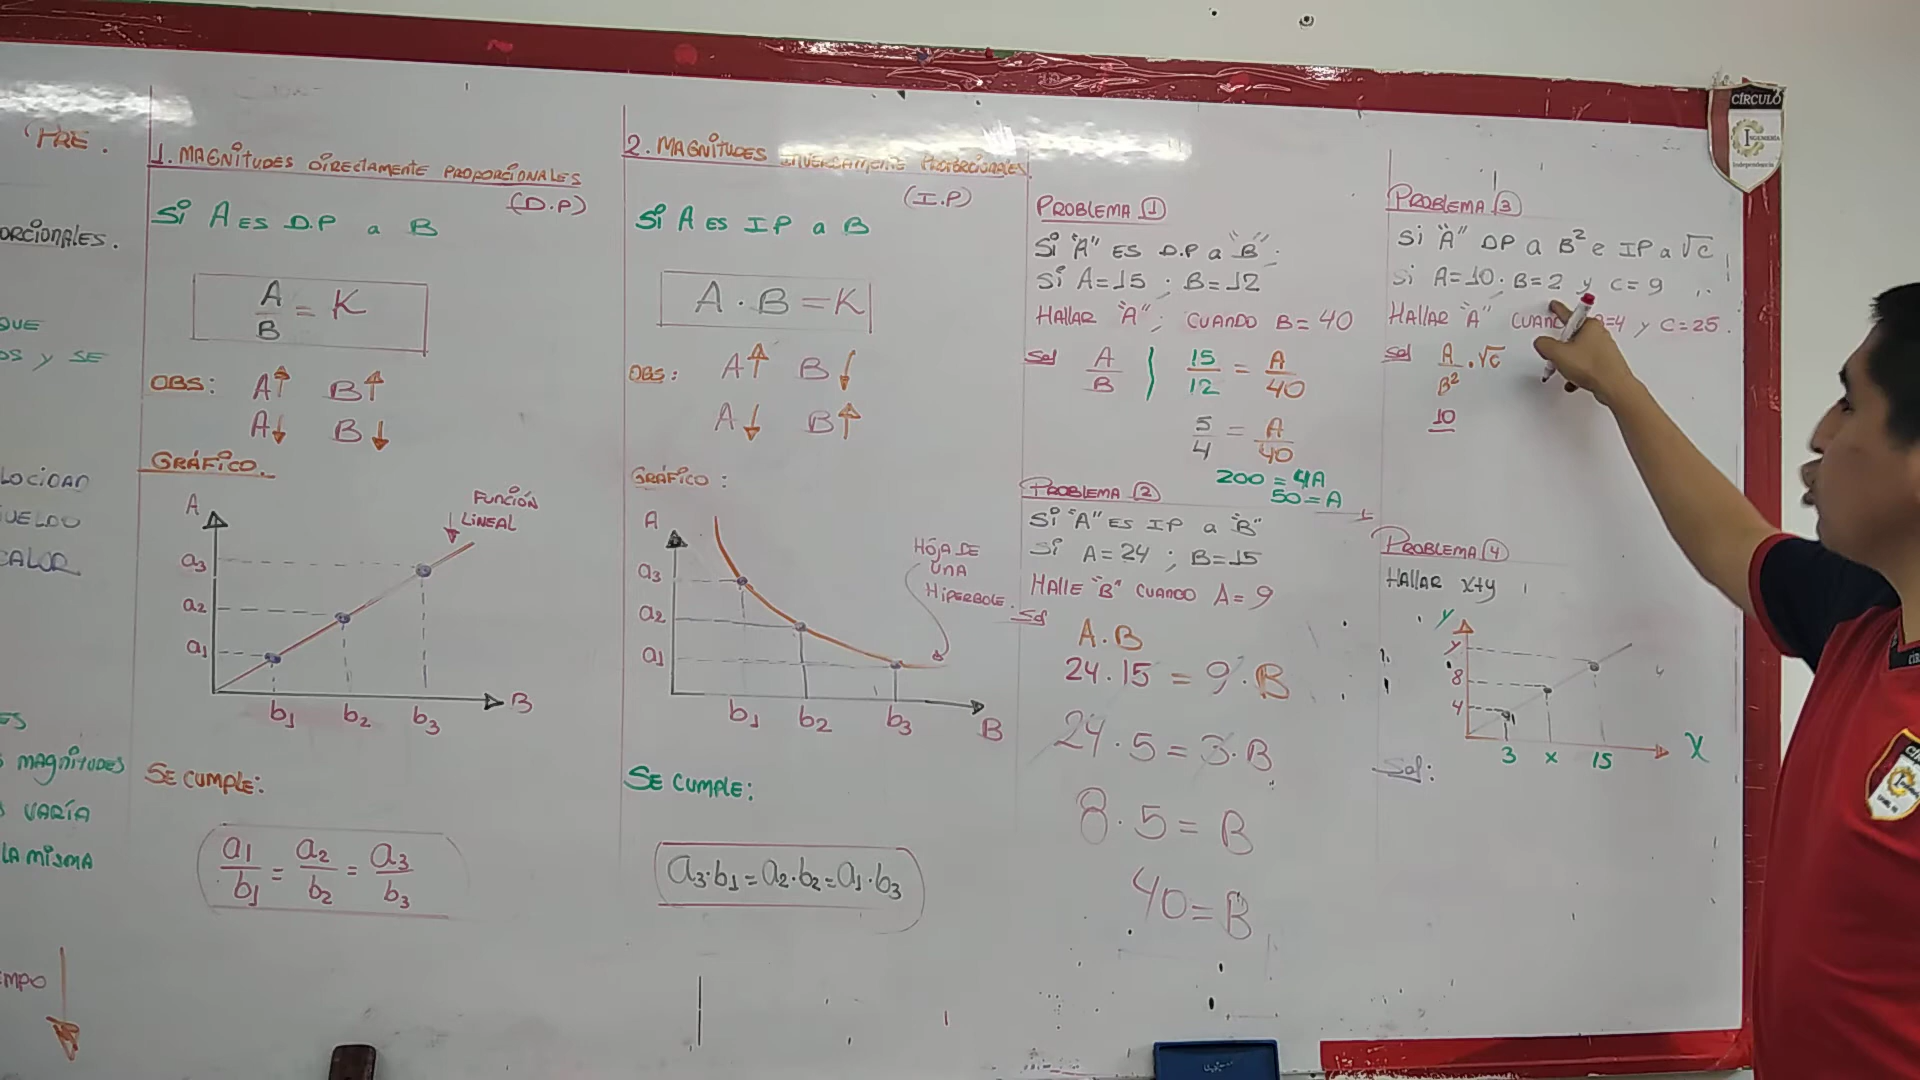 PRE.
ORCIONALES.
QUE
OS Y SE
LOCIDAD
SUELDO
CALOR
MAGNITUDES
VARÍA
LA MISMA
EMPO
1. MAGNITUDES DIRECTAMENTE PROPORCIONALES
(D.P)
Si A ES D.P a B
A/B = K
OBS: A↑ B↑
A↓ B↓
GRÁFICO.
A
FUNCIÓN
LINEAL
a3
a2
a1
B
b1 b2 b3
SE CUMPLE:
a1/b1 = a2/b2 = a3/b3
2. MAGNITUDES INVERSAMENTE PROPORCIONALES
(I.P)
Si A ES IP a B
A · B = K
OBS: A↑ B↓
A↓ B↑
GRÁFICO:
A
HOJA DE
UNA
HIPERBOLE.
a3
a2
a1
b1 b2 b3 B
SE CUMPLE:
a3·b1 = a2·b2 = a1·b3
PROBLEMA 1
Si "A" ES D.P a "B";
Si A=15 ; B=12
HALLAR "A"; CUANDO B=40
Sol A/B } 15/12 = A/40
5/4 = A/40
200 = 4A
50 = A
PROBLEMA 2
Si "A" ES IP a "B"
Si A=24 ; B=15
HALLE "B" CUANDO A=9
Sol
A.B
24.15 = 9.B
24.5 = 3.B
8.5 = B
40 = B
PROBLEMA 3
Si "A" DP a B² e IP a √C
Si A=10; B=2 y C=9
HALLAR "A" =4 y C=25.
Sol A/B² . √C
10
PROBLEMA 4
HALLAR x+y
y
y
8
4
3 x 15 X
Sol:
CÍRCULO
INGENIERÍA
Independencia